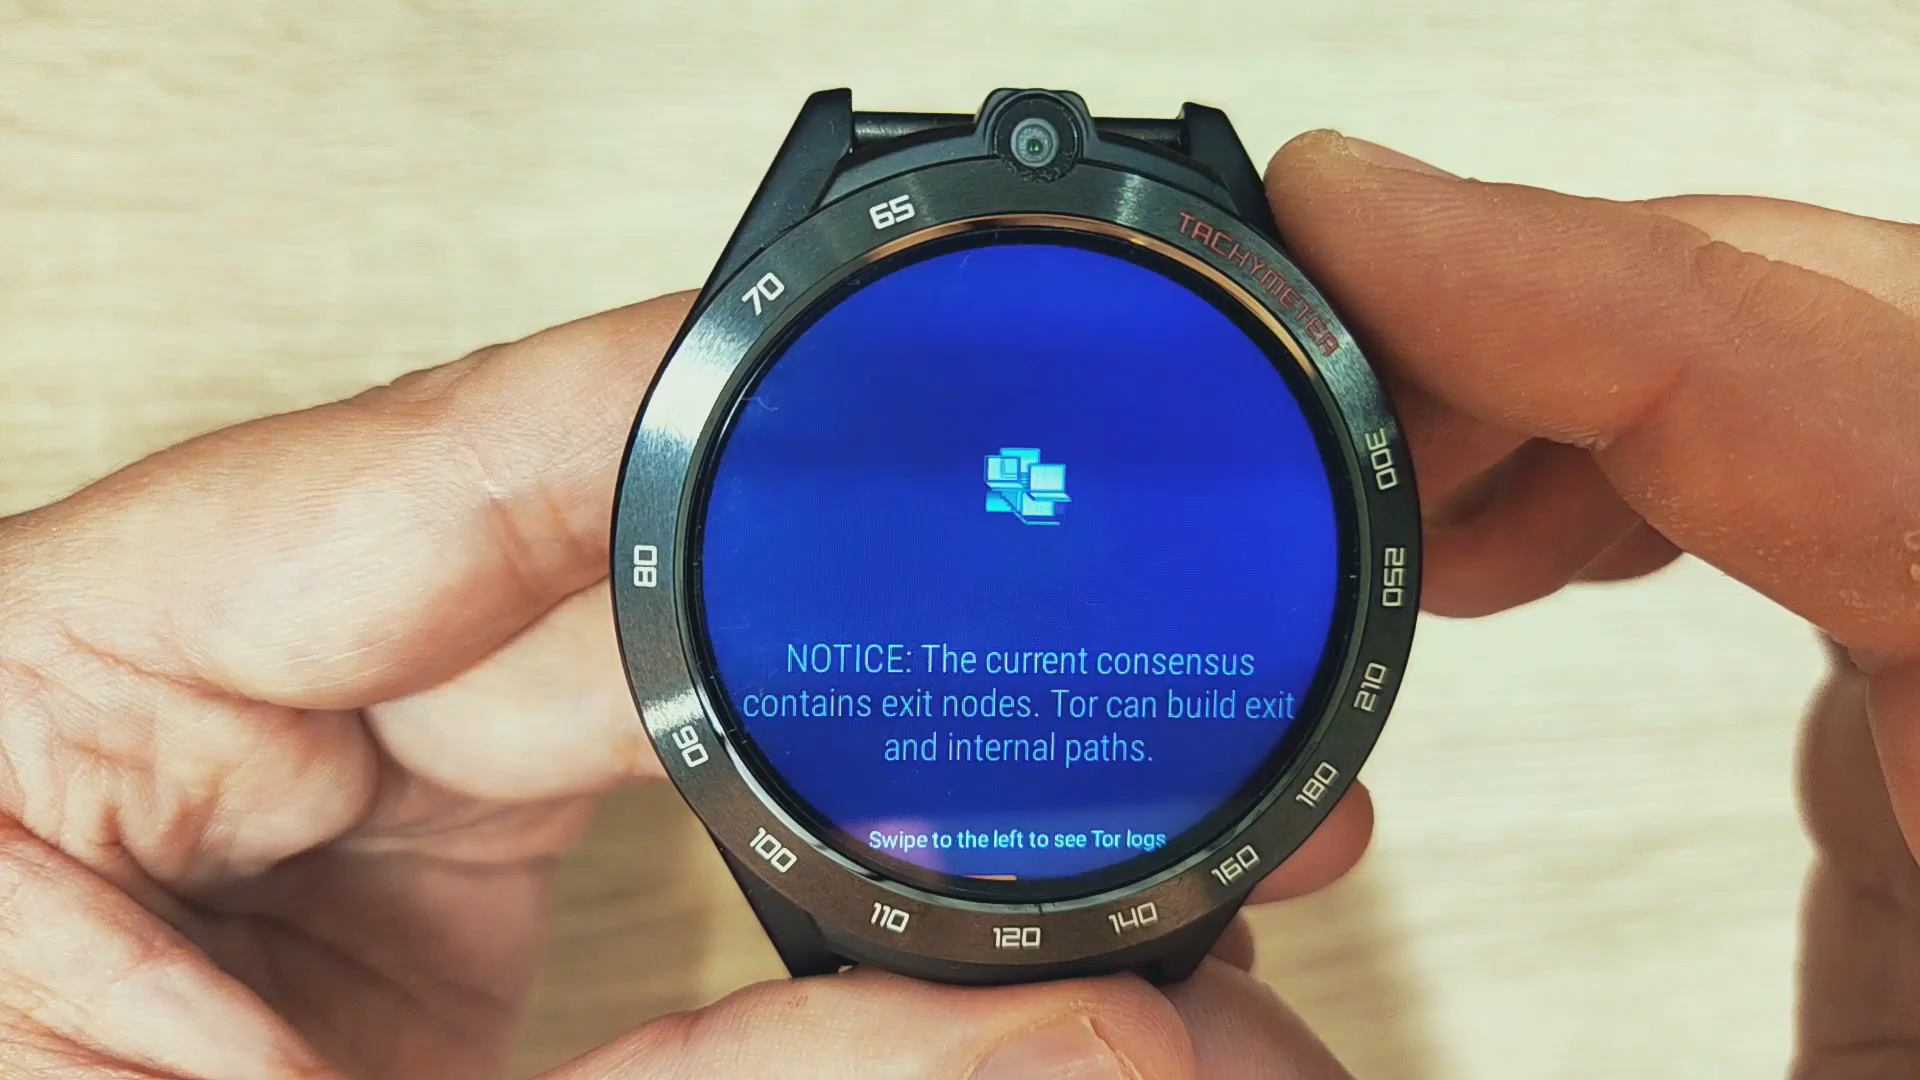 65
TACHYMETER
70
300
80
250
NOTICE: The current consensus
contains exit nodes. Tor can build exit
and internal paths.
210
90
180
Swipe to the left to see Tor logs
100
160
110
140
120